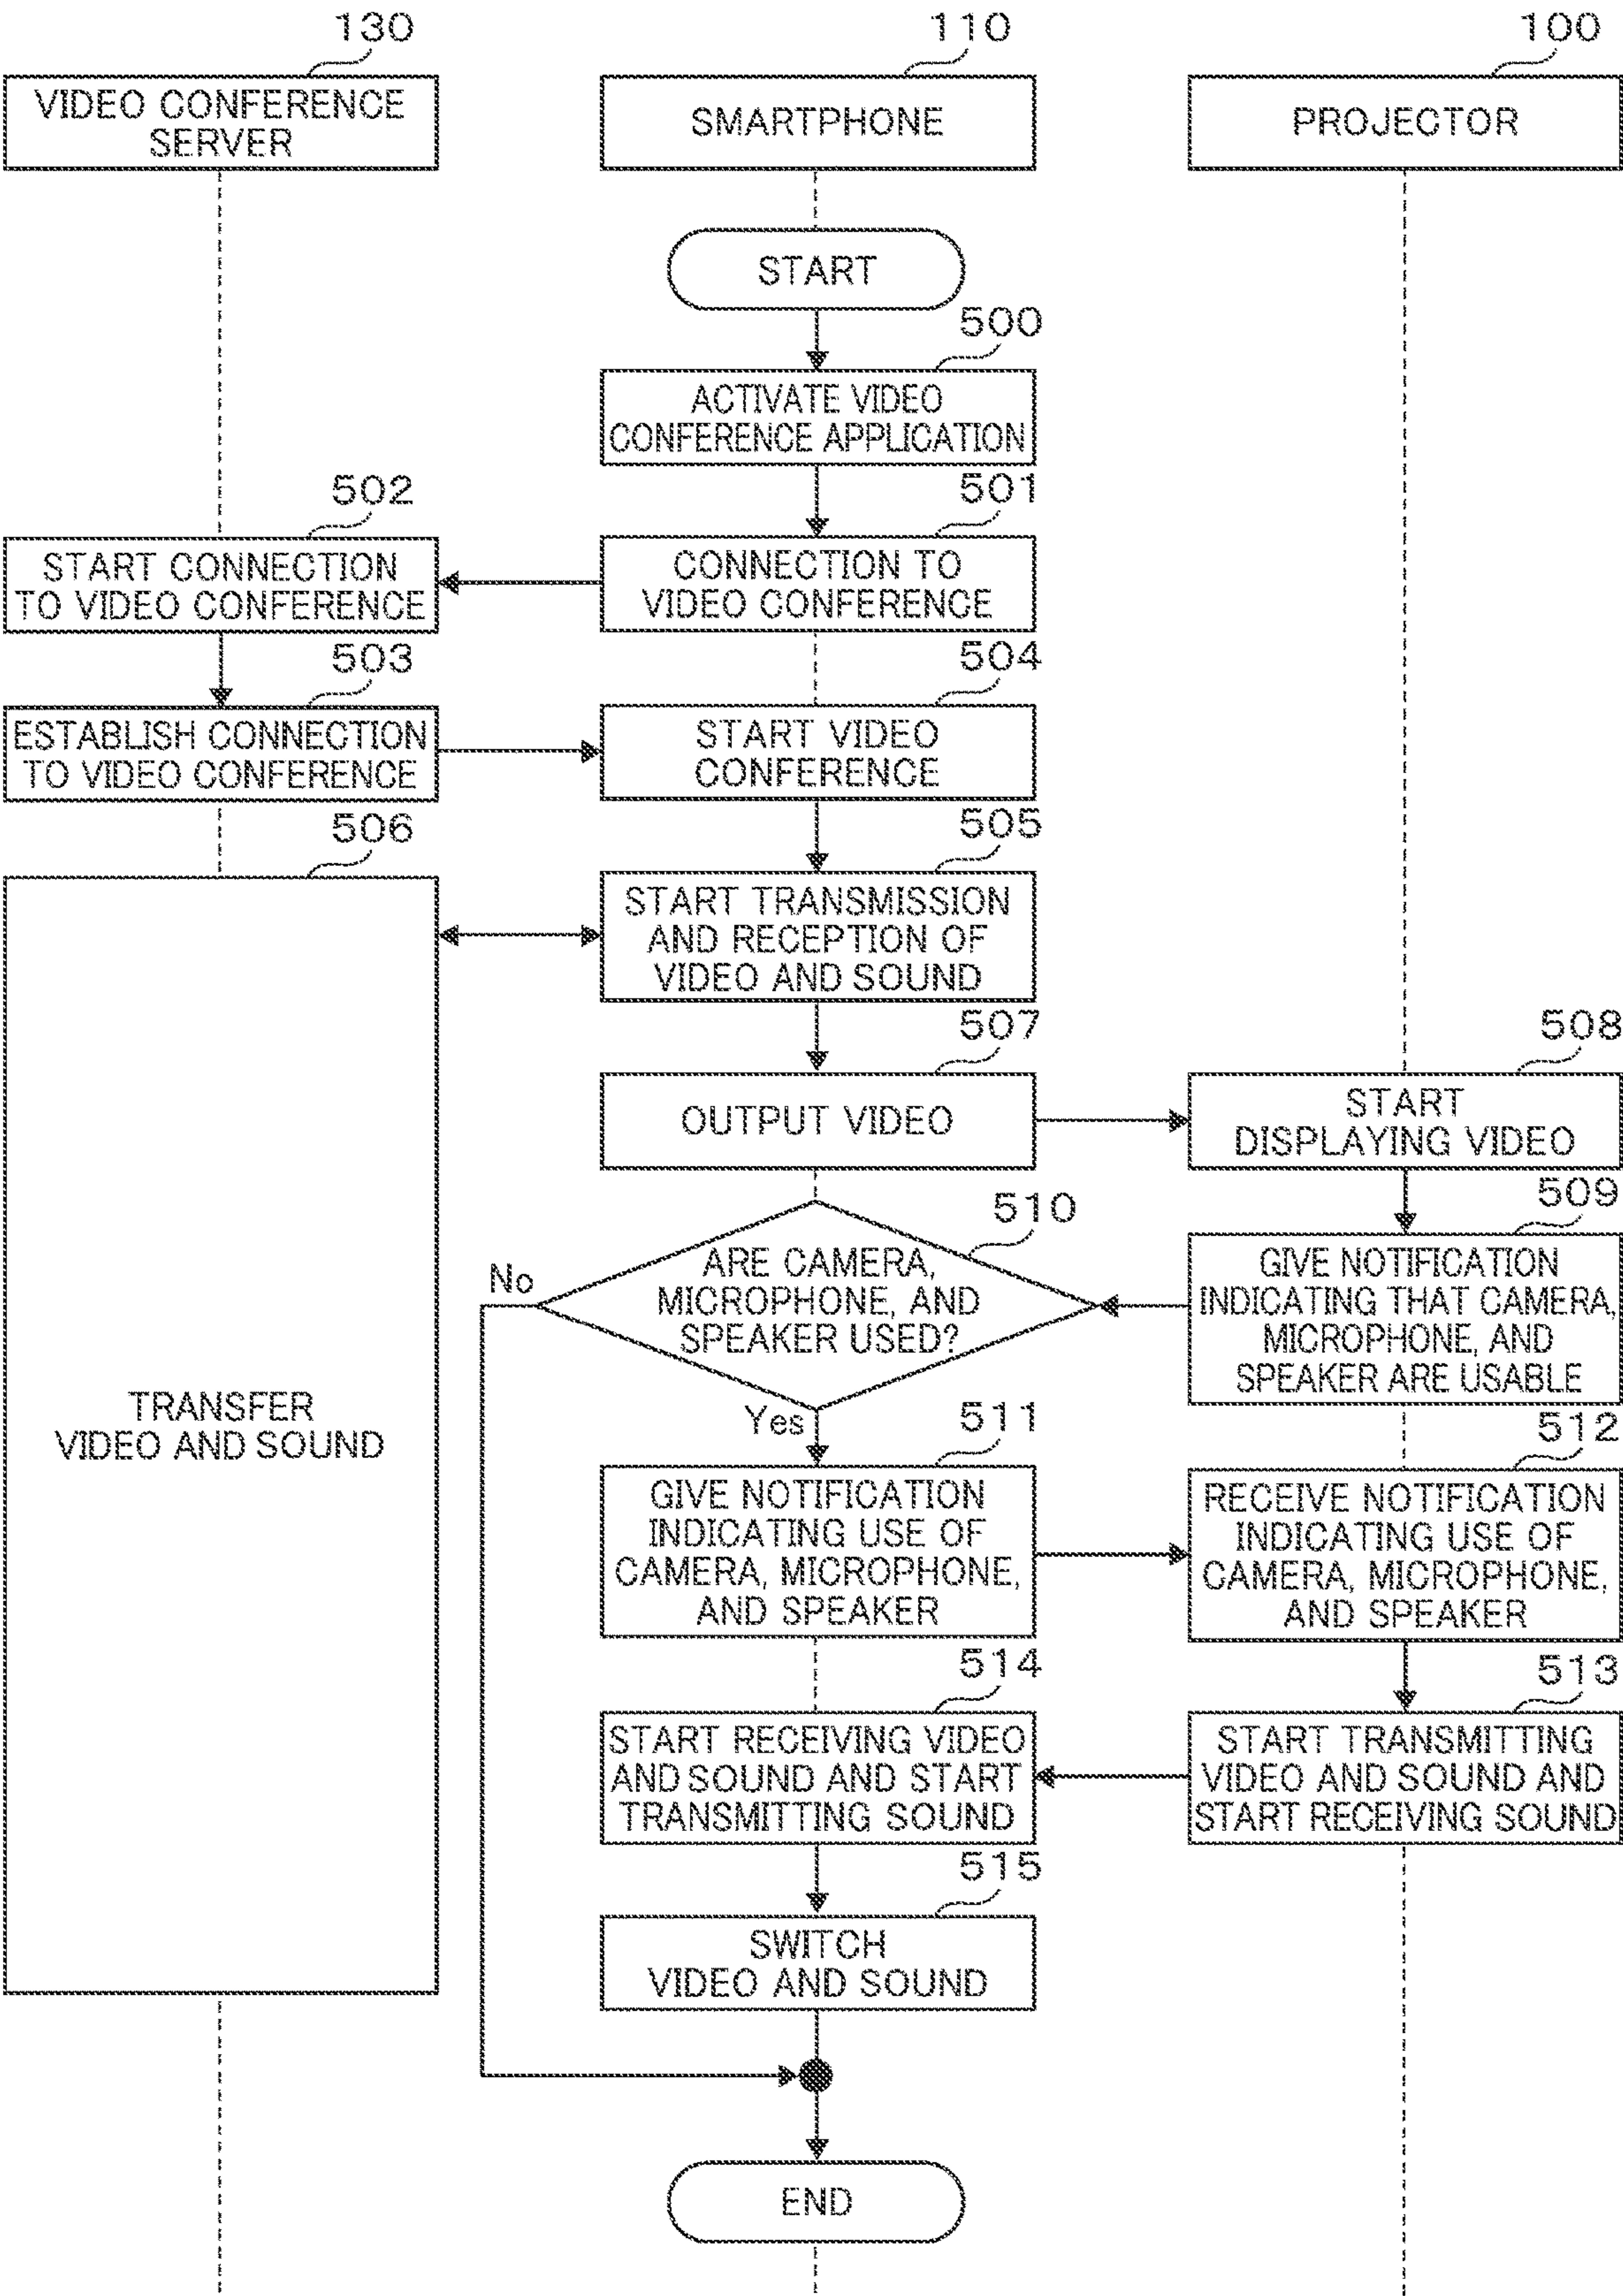 130
110
100
VIDEO CONFERENCE
SERVER
SMARTPHONE
PROJECTOR
START
500
ACTIVATE VIDEO
CONFERENCE APPLICATION
502
501
START CONNECTION
TO VIDEO CONFERENCE
CONNECTION TO
VIDEO CONFERENCE
503
504
ESTABLISH CONNECTION
TO VIDEO CONFERENCE
START VIDEO
CONFERENCE
506
505
START TRANSMISSION
AND RECEPTION OF
VIDEO AND SOUND
507
508
OUTPUT VIDEO
START
DISPLAYING VIDEO
510
509
No
ARE CAMERA,
MICROPHONE, AND
SPEAKER USED?
GIVE NOTIFICATION
INDICATING THAT CAMERA,
MICROPHONE, AND
SPEAKER ARE USABLE
TRANSFER
VIDEO AND SOUND
Yes
511
512
GIVE NOTIFICATION
INDICATING USE OF
CAMERA, MICROPHONE,
AND SPEAKER
RECEIVE NOTIFICATION
INDICATING USE OF
CAMERA, MICROPHONE,
AND SPEAKER
514
513
START RECEIVING VIDEO
AND SOUND AND START
TRANSMITTING SOUND
START TRANSMITTING
VIDEO AND SOUND AND
START RECEIVING SOUND
515
SWITCH
VIDEO AND SOUND
END